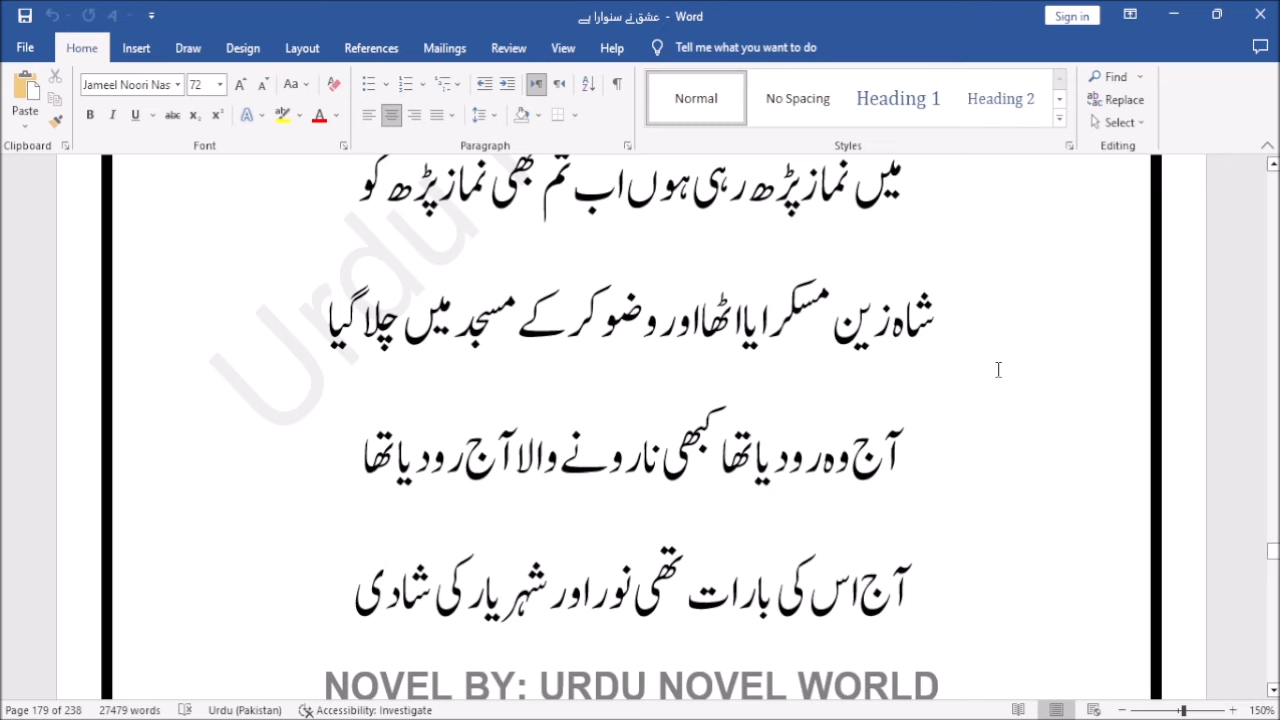 عشق نے سنوارا ہے - Word
Sign in
File Home Insert Draw Design Layout References Mailings Review View Help Tell me what you want to do
Paste
Jameel Noori Nas 72
Normal
No Spacing
Heading 1
Heading 2
Find
Replace
Select
Clipboard Font Paragraph Styles Editing
Urdu
میں نماز پڑھ رہی ہوں اب تم بھی نماز پڑھ کو
شاہ زین مسکرایا اٹھا اور وضو کر کے مسجد میں چلا گیا
آج وہ رو دیا تھا کبھی نا رونے والا آج رو دیا تھا
آج اس کی بارات تھی نور اور شہریار کی شادی
NOVEL BY: URDU NOVEL WORLD
Page 179 of 238 27479 words Urdu (Pakistan) Accessibility: Investigate 150%